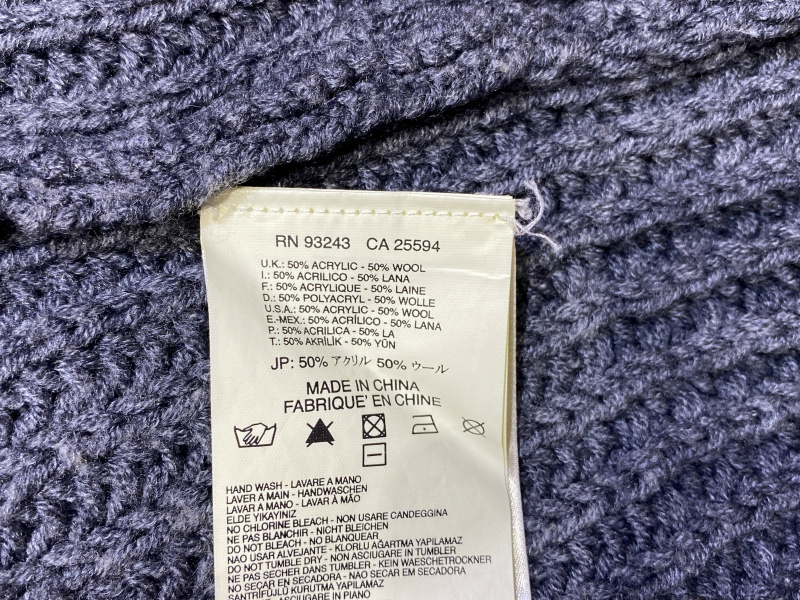 RN 93243 CA 25594
U.K.: 50% ACRYLIC - 50% WOOL
I.: 50% ACRILICO - 50% LANA
F.: 50% ACRYLIQUE - 50% LAINE
D.: 50% POLYACRYL - 50% WOLLE
U.S.A.: 50% ACRYLIC - 50% WOOL
E.-MEX.: 50% ACRÍLICO - 50% LANA
P.: 50% ACRILICA - 50% LA
T.: 50% AKRİLİK - 50% YÜN
JP: 50% アクリル 50% ウール
MADE IN CHINA
FABRIQUE' EN CHINE
HAND WASH - LAVARE A MANO
LAVER A MAIN - HANDWASCHEN
LAVAR A MANO - LAVAR À MÃO
ELDE YIKAYINIZ
NO CHLORINE BLEACH - NON USARE CANDEGGINA
NE PAS BLANCHIR - NICHT BLEICHEN
DO NOT BLEACH - NO BLANQUEAR
NAO USAR ALVEJANTE - KLORLU AĞARTMA YAPILAMAZ
DO NOT TUMBLE DRY - NON ASCIUGARE IN TUMBLER
NE PAS SECHER DANS TUMBLER - KEIN WAESCHETROCKNER
NO SECAR EN SECADORA - NAO SECAR EM SECADORA
SANTRİFÜJLÜ KURUTMA YAPILAMAZ
ASCIUGARE IN PIANO